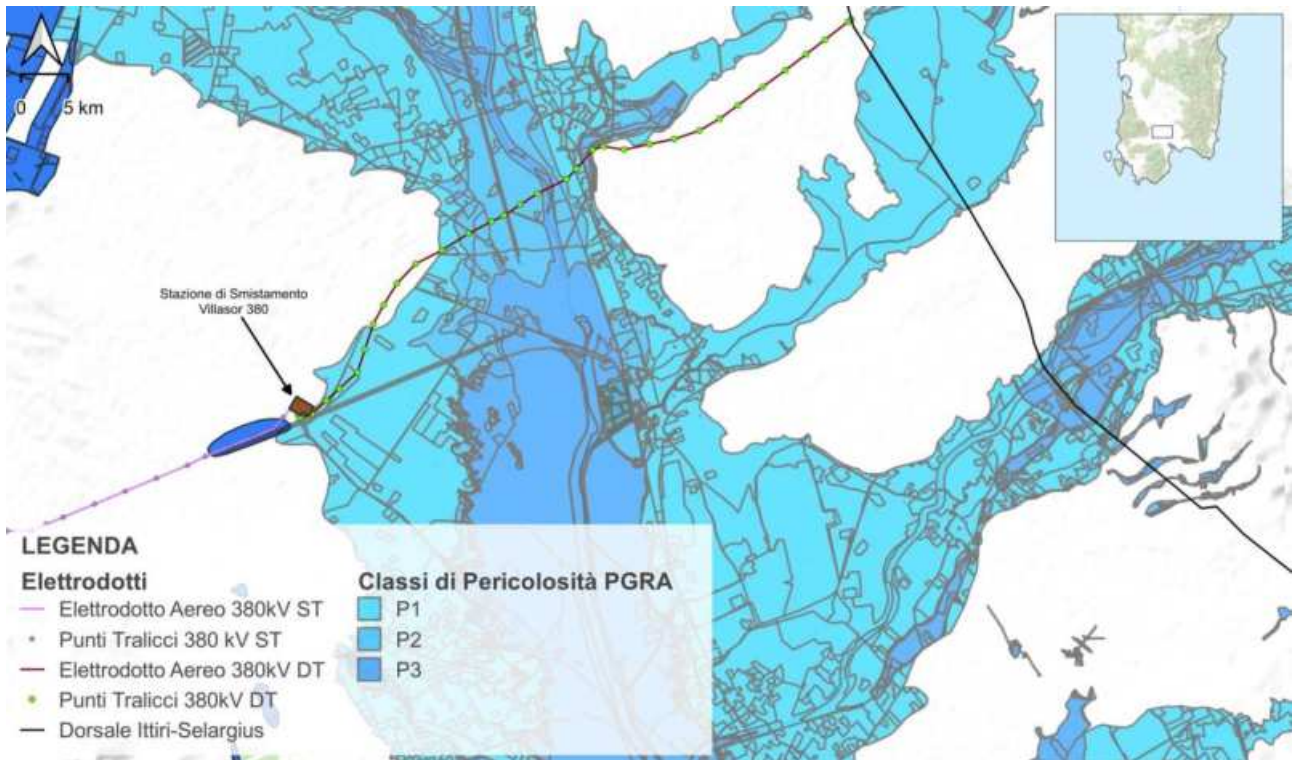 0 5 km
Stazione di Smistamento
Villasor 380
LEGENDA
Elettrodotti
Elettrodotto Aereo 380kV ST
Punti Tralicci 380 kV ST
Elettrodotto Aereo 380kV DT
Punti Tralicci 380kV DT
Dorsale Ittiri-Selargius
Classi di Pericolosità PGRA
P1
P2
P3